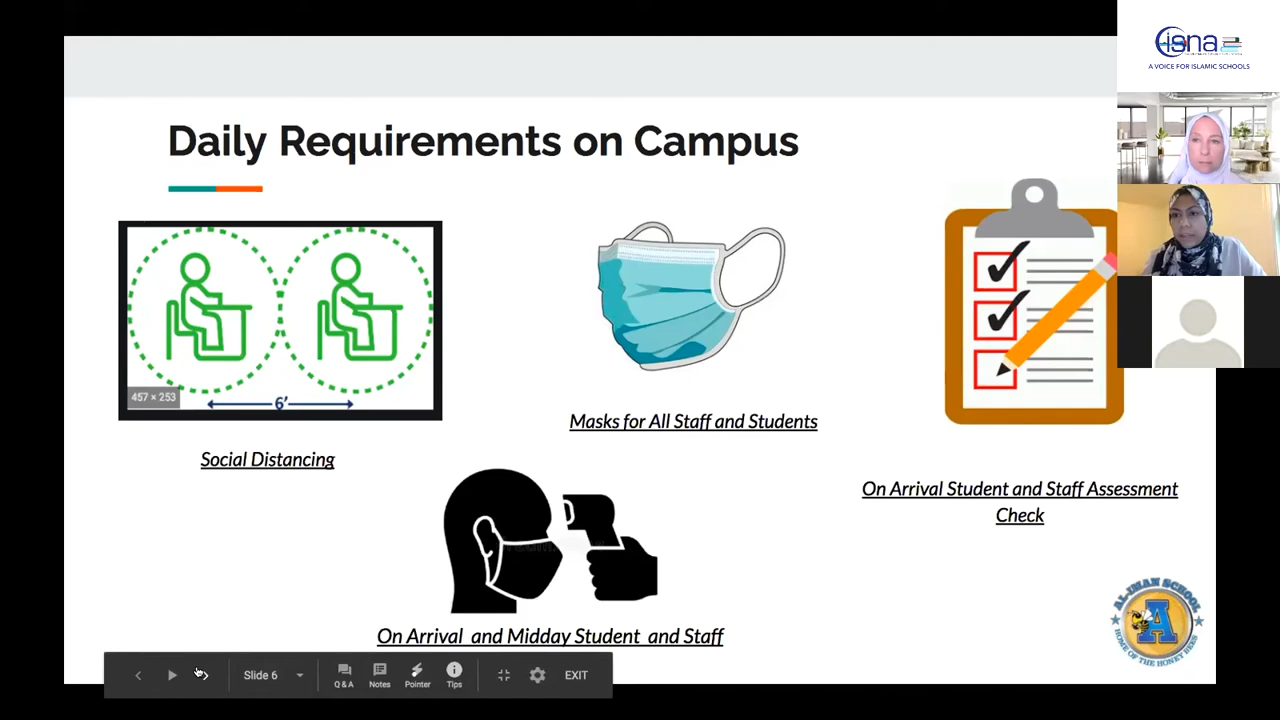 cisna
A VOICE FOR ISLAMIC SCHOOLS
Daily Requirements on Campus
457 × 253
6'
Social Distancing
Masks for All Staff and Students
On Arrival Student and Staff Assessment
Check
On Arrival and Midday Student and Staff
AL-IMAN SCHOOL
A
HOME OF THE HONEY BEES
Slide 6
Q & A
Notes
Pointer
Tips
EXIT